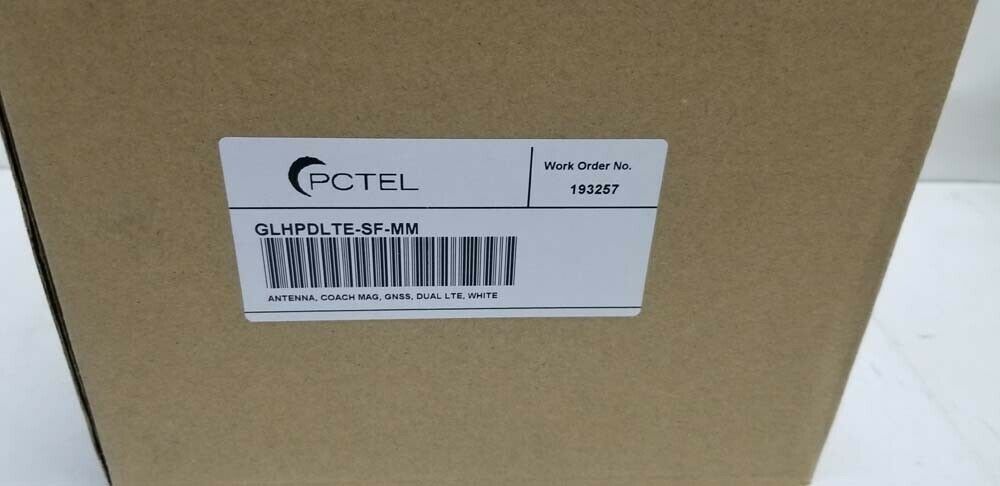 PCTEL
Work Order No.
193257
GLHPDLTE-SF-MM
ANTENNA, COACH MAG, GNSS, DUAL LTE, WHITE